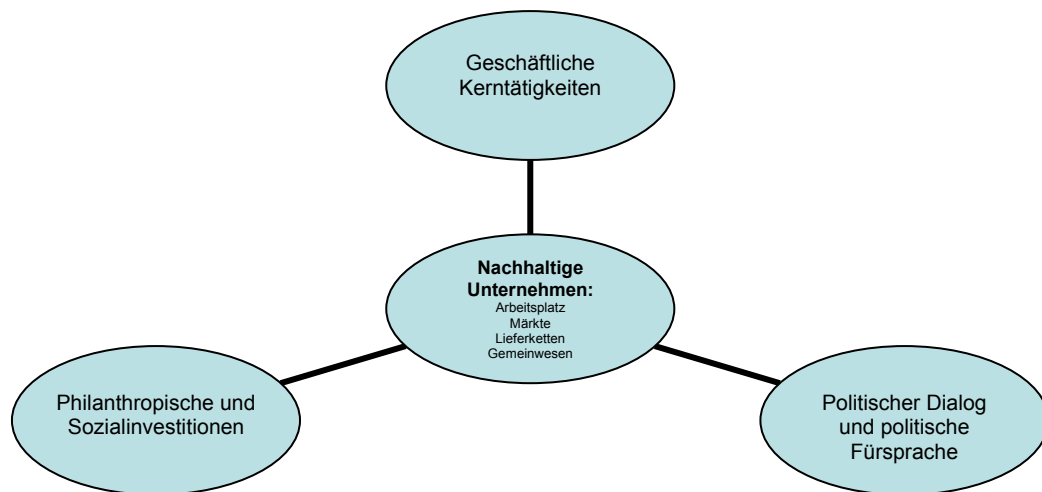 Geschäftliche
Kerntätigkeiten
Nachhaltige
Unternehmen:
Arbeitsplatz
Märkte
Lieferketten
Gemeinwesen
Philanthropische und
Sozialinvestitionen
Politischer Dialog
und politische
Fürsprache